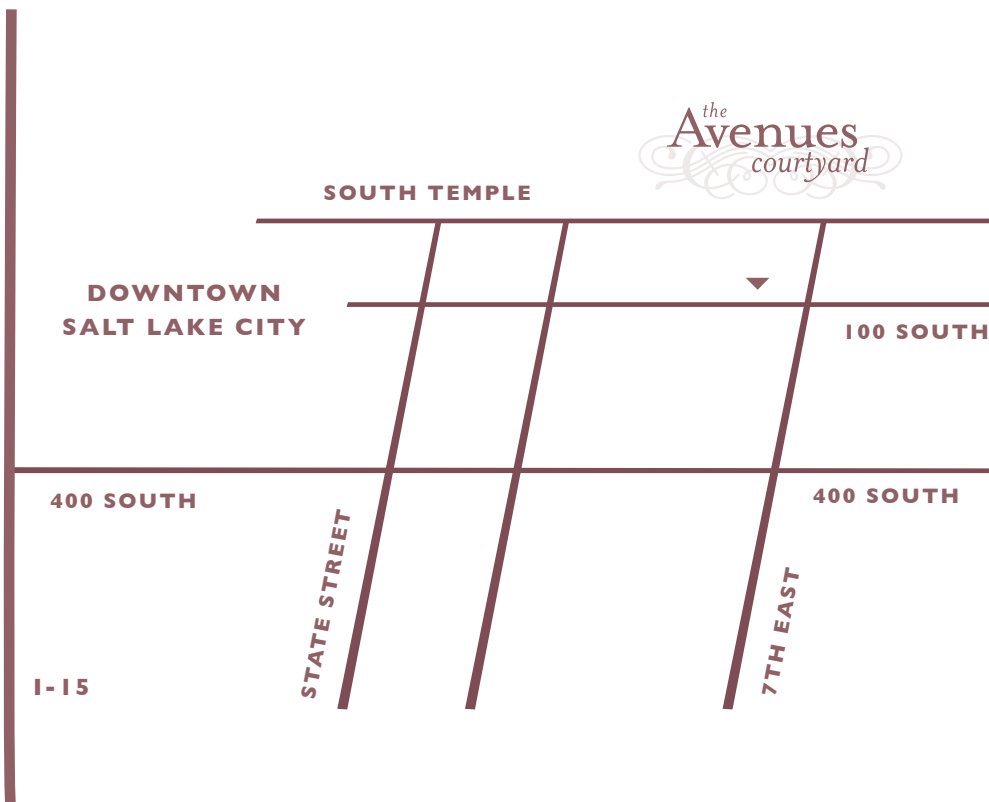 the
Avenues
courtyard
SOUTH TEMPLE
DOWNTOWN
SALT LAKE CITY
100 SOUTH
400 SOUTH
400 SOUTH
STATE STREET
7TH EAST
I-15